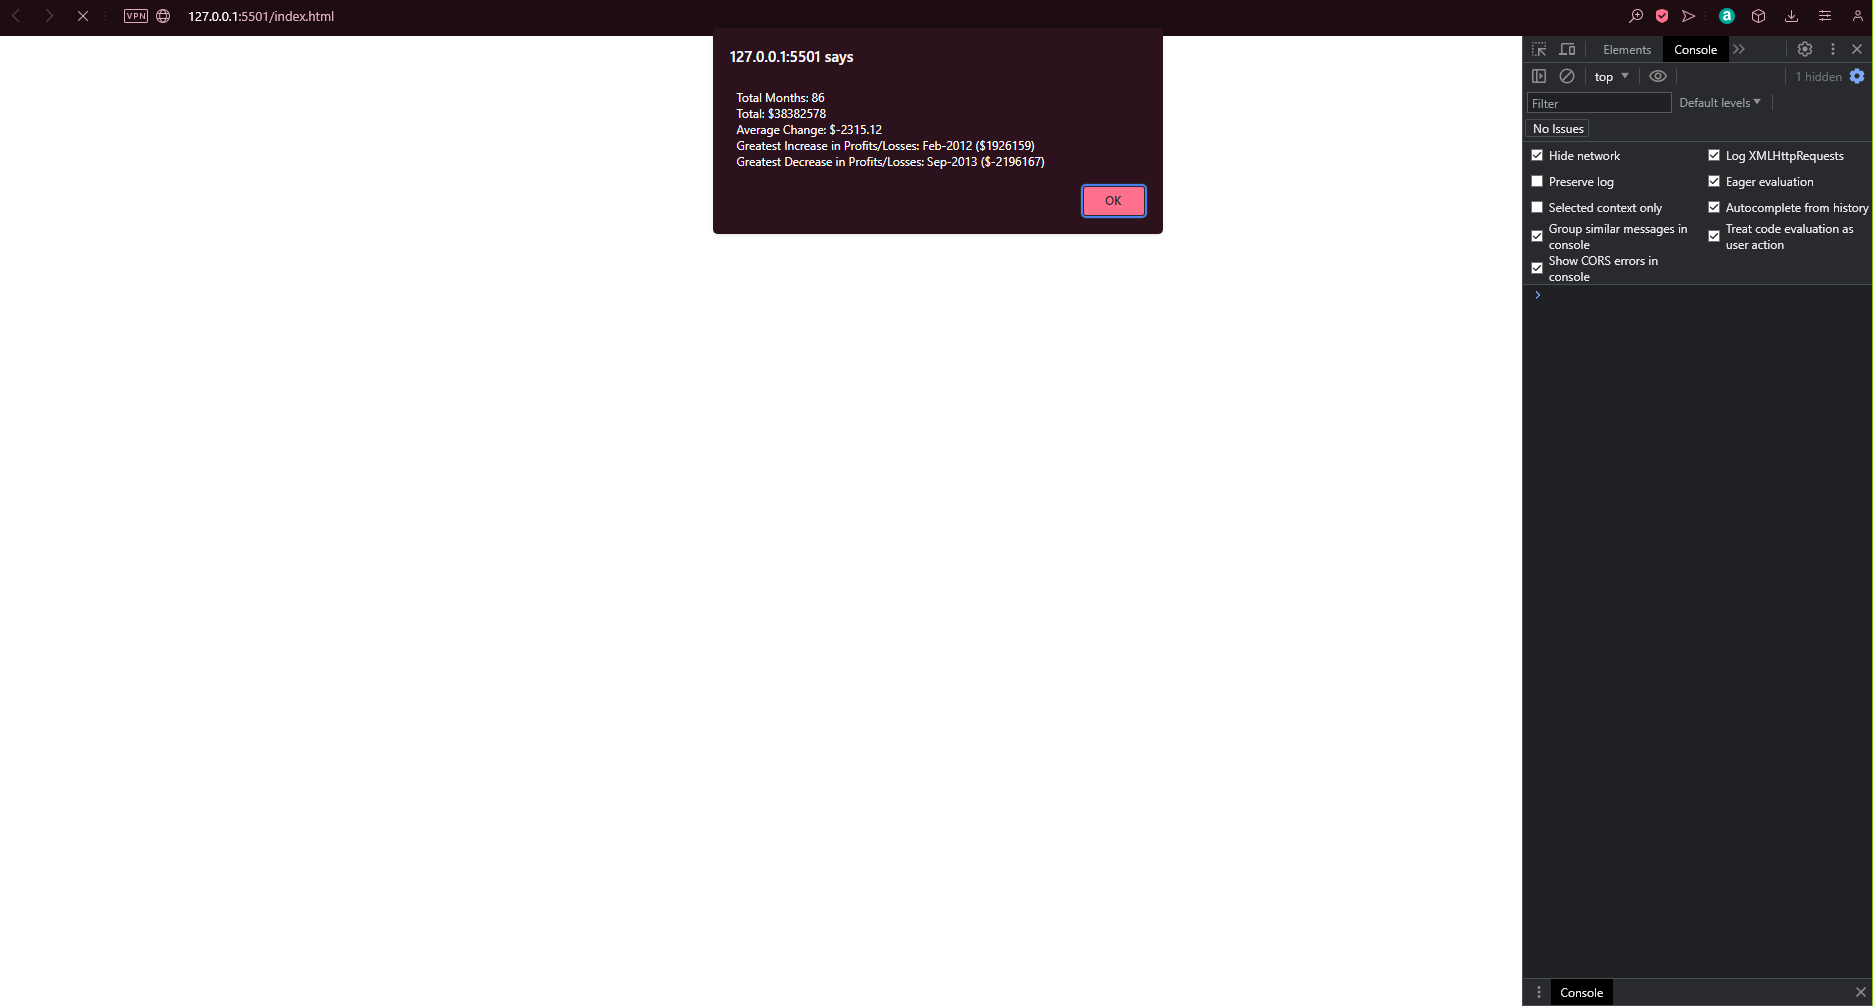 VPN
127.0.0.1:5501/index.html
a
127.0.0.1:5501 says
Total Months: 86
Total: $38382578
Average Change: $-2315.12
Greatest Increase in Profits/Losses: Feb-2012 ($1926159)
Greatest Decrease in Profits/Losses: Sep-2013 ($-2196167)
OK
Elements
Console
top
1 hidden
Filter
Default levels
No Issues
Hide network
Log XMLHttpRequests
Preserve log
Eager evaluation
Selected context only
Autocomplete from history
Group similar messages in
console
Treat code evaluation as
user action
Show CORS errors in
console
Console